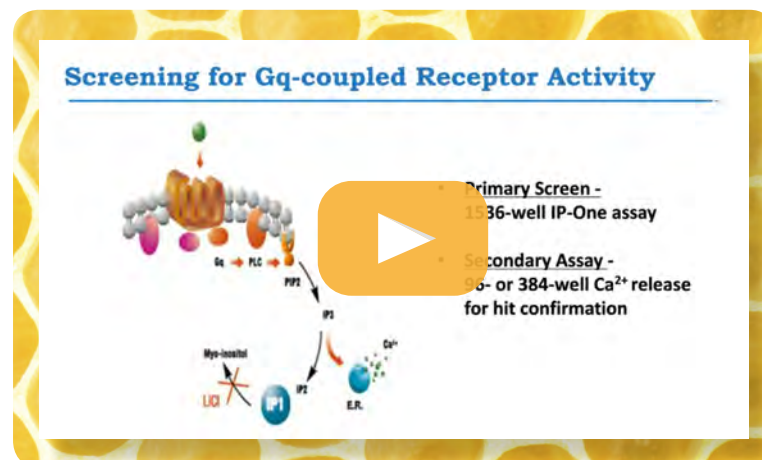 Screening for Gq-coupled Receptor Activity
• Primary Screen -
1536-well IP-One assay
• Secondary Assay -
96- or 384-well Ca²⁺ release
for hit confirmation
Gq
PLC
PIP2
IP3
Myo-inositol
Ca²⁺
LiCl
IP1
IP2
E.R.